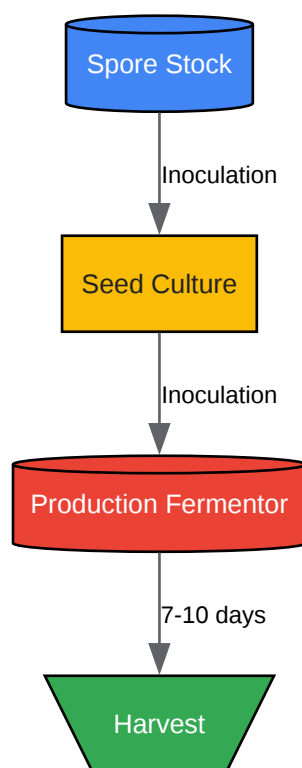 Spore Stock
Inoculation
Seed Culture
Inoculation
Production Fermentor
7-10 days
Harvest